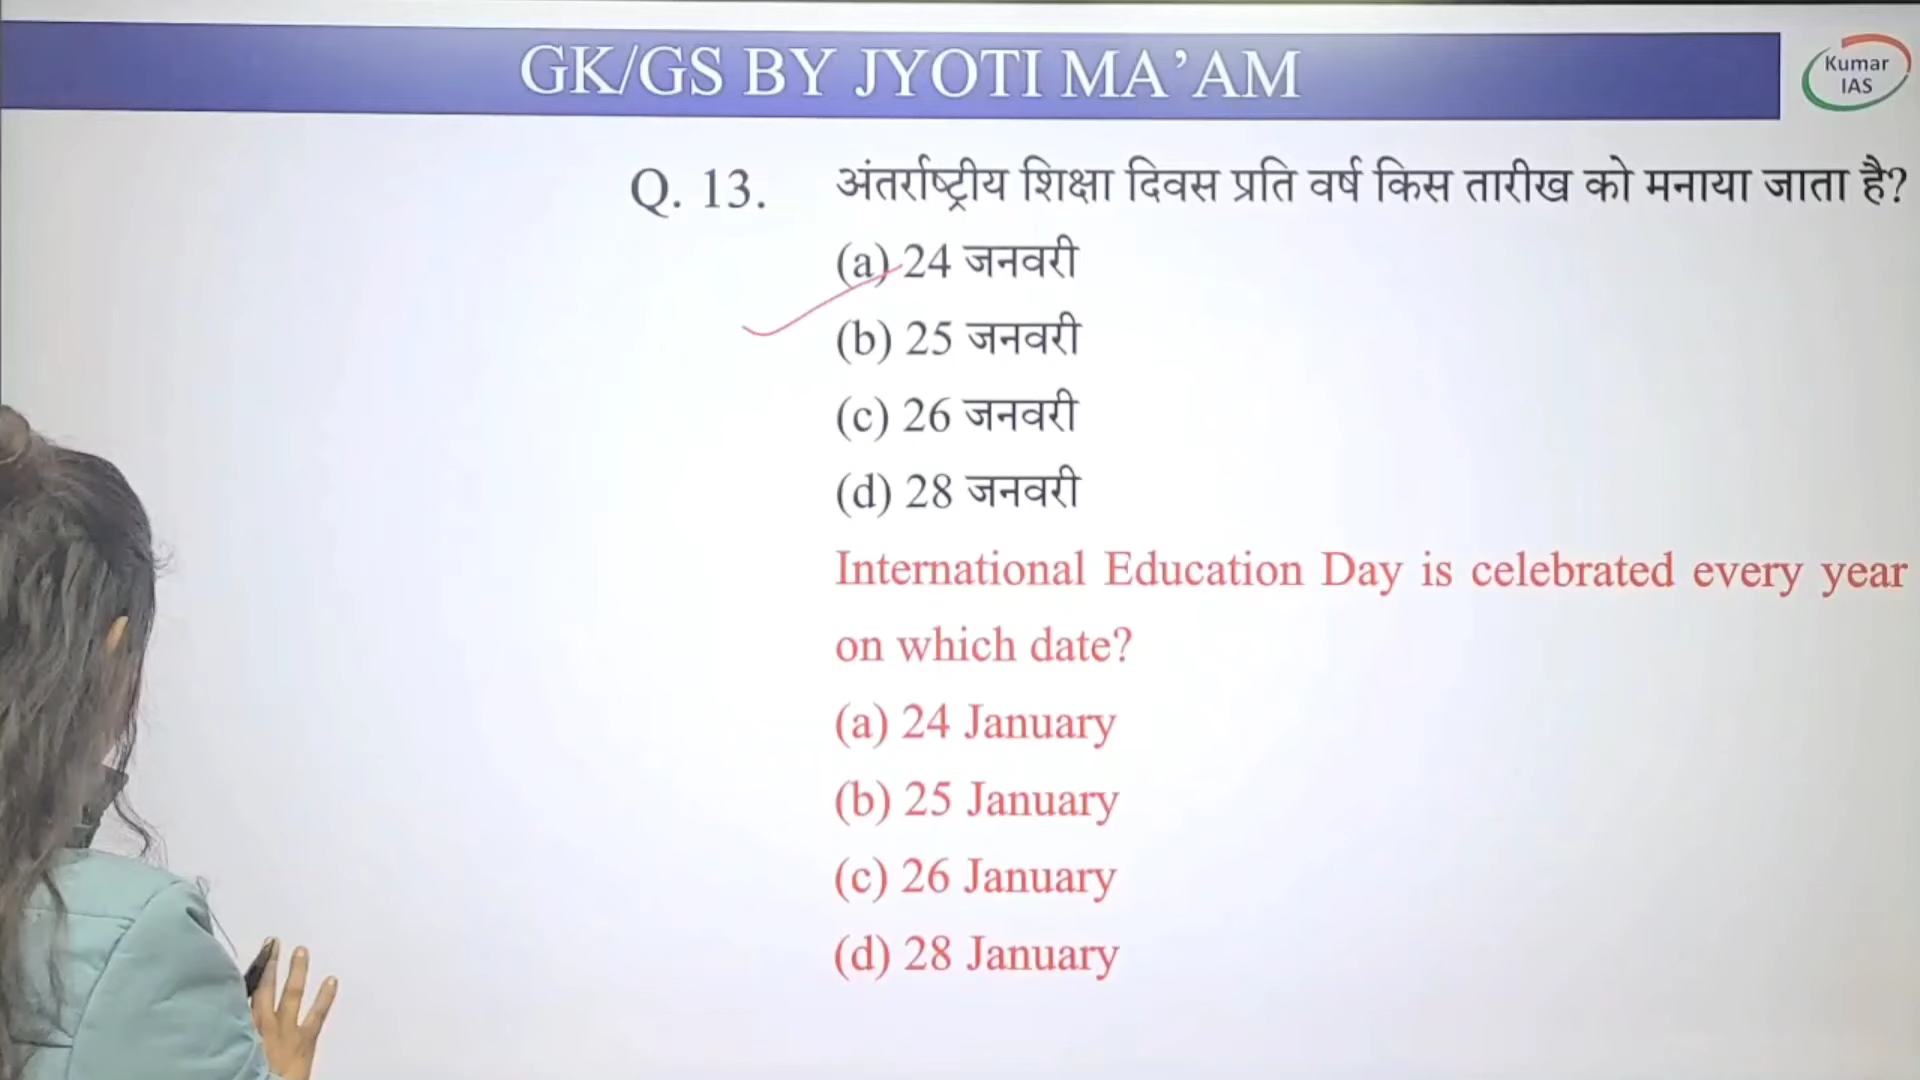 GK/GS BY JYOTI MA’AM
Kumar
IAS
Q. 13. अंतर्राष्ट्रीय शिक्षा दिवस प्रति वर्ष किस तारीख को मनाया जाता है?
(a) 24 जनवरी
(b) 25 जनवरी
(c) 26 जनवरी
(d) 28 जनवरी
International Education Day is celebrated every year
on which date?
(a) 24 January
(b) 25 January
(c) 26 January
(d) 28 January